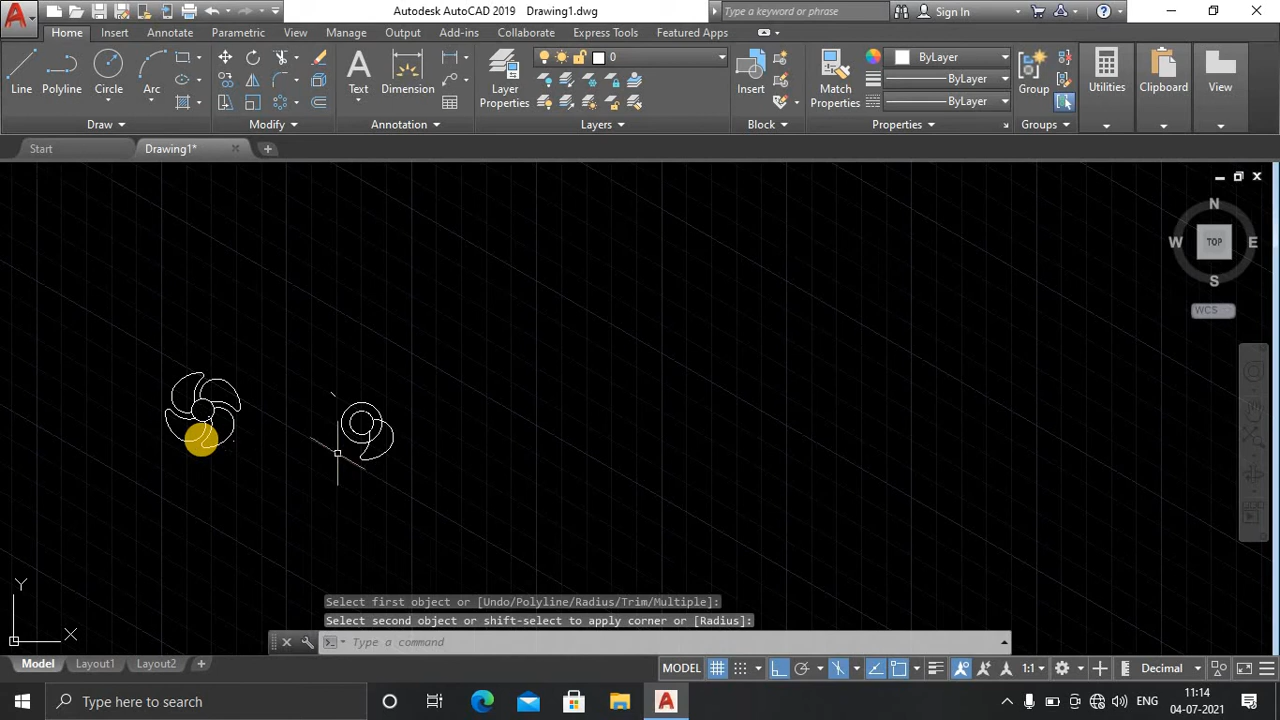 Autodesk AutoCAD 2019 Drawing1.dwg
Type a keyword or phrase
Sign In
Home Insert Annotate Parametric View Manage Output Add-ins Collaborate Express Tools Featured Apps
Line Polyline Circle Arc
Text Dimension
Layer Properties
0
Insert
Match Properties
ByLayer
ByLayer
ByLayer
Group
Utilities
Clipboard
View
Draw Modify Annotation Layers Block Properties Groups
Start Drawing1*
N
W TOP E
S
WCS
Y
X
Select first object or [Undo/Polyline/Radius/Trim/Multiple]:
Select second object or shift-select to apply corner or [Radius]:
Type a command
Model Layout1 Layout2
MODEL 1:1 Decimal
Type here to search
ENG
11:14
04-07-2021